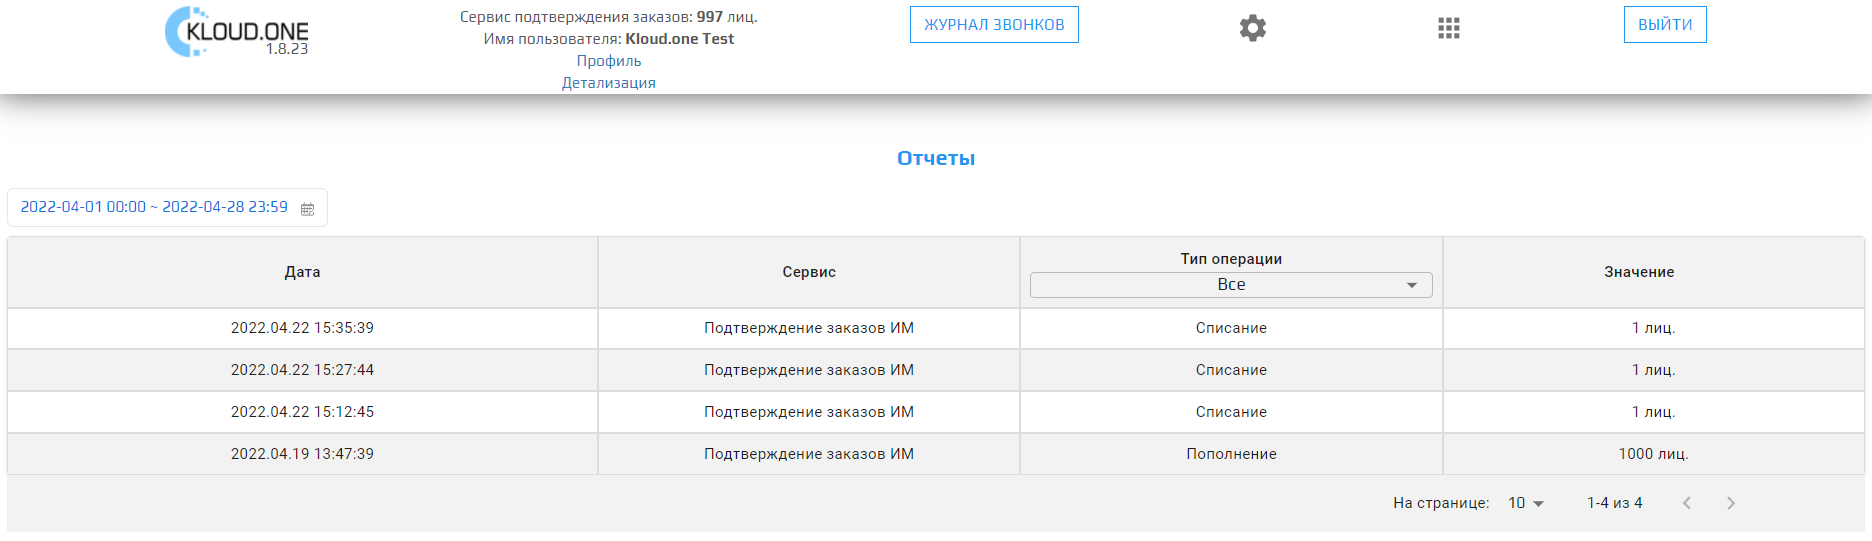 KLOUD.ONE
1.8.23
Сервис подтверждения заказов: 997 лиц.
Имя пользователя: Kloud.one Test
Профиль
Детализация
ЖУРНАЛ ЗВОНКОВ
ВЫЙТИ
Отчеты
2022-04-01 00:00 ~ 2022-04-28 23:59
Дата Сервис Тип операции Значение
Все
2022.04.22 15:35:39 Подтверждение заказов ИМ Списание 1 лиц.
2022.04.22 15:27:44 Подтверждение заказов ИМ Списание 1 лиц.
2022.04.22 15:12:45 Подтверждение заказов ИМ Списание 1 лиц.
2022.04.19 13:47:39 Подтверждение заказов ИМ Пополнение 1000 лиц.
На странице: 10 1-4 из 4